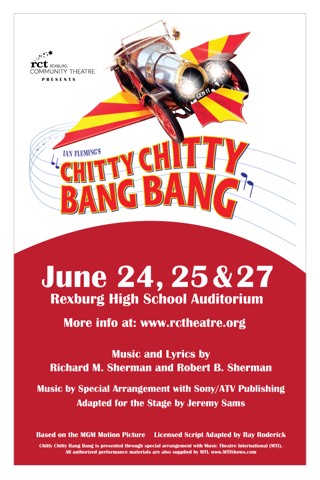 rct REXBURG
COMMUNITY THEATRE
PRESENTS
GEN 11
IAN FLEMING'S
"CHITTY CHITTY
BANG BANG"
June 24, 25 & 27
Rexburg High School Auditorium
More info at: www.rctheatre.org
Music and Lyrics by
Richard M. Sherman and Robert B. Sherman
Music by Special Arrangement with Sony/ATV Publishing
Adapted for the Stage by Jeremy Sams
Based on the MGM Motion Picture Licensed Script Adapted by Ray Roderick
Chitty Chitty Bang Bang is presented through special arrangement with Music Theatre International (MTI).
All authorized performance materials are also supplied by MTI. www.MTIShows.com